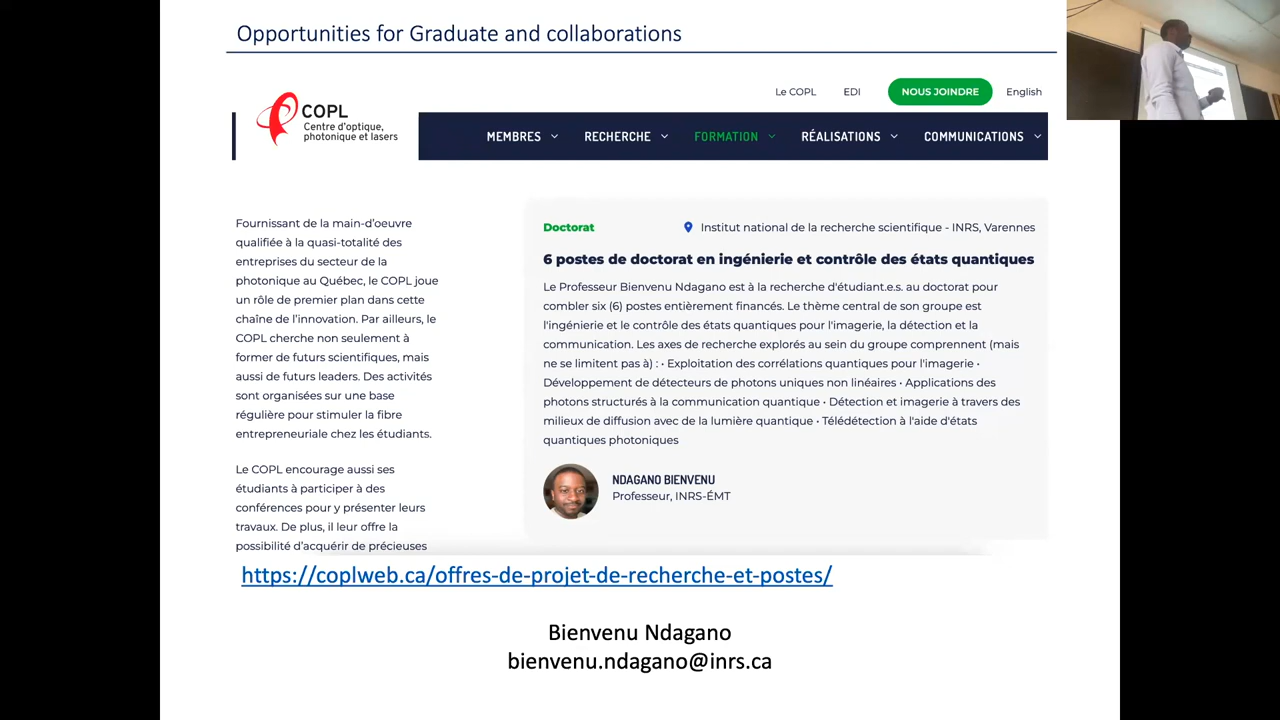 Opportunities for Graduate and collaborations
Le COPL EDI NOUS JOINDRE English
COPL
Centre d'optique,
photonique et lasers
MEMBRES RECHERCHE FORMATION RÉALISATIONS COMMUNICATIONS
Fournissant de la main-d'oeuvre
qualifiée à la quasi-totalité des
entreprises du secteur de la
photonique au Québec, le COPL joue
un rôle de premier plan dans cette
chaîne de l'innovation. Par ailleurs, le
COPL cherche non seulement à
former de futurs scientifiques, mais
aussi de futurs leaders. Des activités
sont organisées sur une base
régulière pour stimuler la fibre
entrepreneuriale chez les étudiants.
Le COPL encourage aussi ses
étudiants à participer à des
conférences pour y présenter leurs
travaux. De plus, il leur offre la
possibilité d'acquérir de précieuses
Doctorat Institut national de la recherche scientifique - INRS, Varennes
6 postes de doctorat en ingénierie et contrôle des états quantiques
Le Professeur Bienvenu Ndagano est à la recherche d'étudiant.e.s. au doctorat pour
combler six (6) postes entièrement financés. Le thème central de son groupe est
l'ingénierie et le contrôle des états quantiques pour l'imagerie, la détection et la
communication. Les axes de recherche explorés au sein du groupe comprennent (mais
ne se limitent pas à) : • Exploitation des corrélations quantiques pour l'imagerie •
Développement de détecteurs de photons uniques non linéaires • Applications des
photons structurés à la communication quantique • Détection et imagerie à travers des
milieux de diffusion avec de la lumière quantique • Télédétection à l'aide d'états
quantiques photoniques
NDAGANO BIENVENU
Professeur, INRS-ÉMT
https://coplweb.ca/offres-de-projet-de-recherche-et-postes/
Bienvenu Ndagano
bienvenu.ndagano@inrs.ca